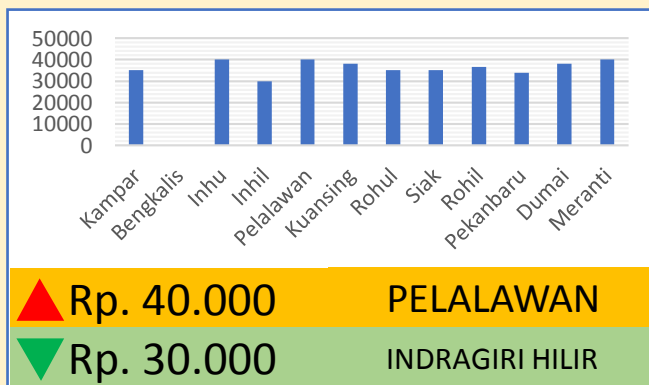 50000
40000
30000
20000
10000
0
Kampar
Bengkalis
Inhu
Inhil
Pelalawan
Kuansing
Rohul
Siak
Rohil
Pekanbaru
Dumai
Meranti
Rp. 40.000 PELALAWAN
Rp. 30.000 INDRAGIRI HILIR